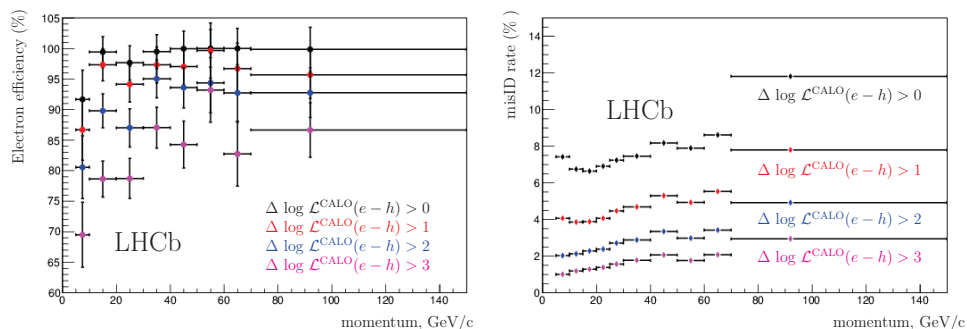 Electron efficiency (%)
105
100
95
90
85
80
75
70
65
60
0
20
40
60
80
100
120
140
momentum, GeV/c
LHCb
Δ log ℒ^CALO(e − h) > 0
Δ log ℒ^CALO(e − h) > 1
Δ log ℒ^CALO(e − h) > 2
Δ log ℒ^CALO(e − h) > 3
misID rate (%)
14
12
10
8
6
4
2
0
0
20
40
60
80
100
120
140
momentum, GeV/c
LHCb
Δ log ℒ^CALO(e − h) > 0
Δ log ℒ^CALO(e − h) > 1
Δ log ℒ^CALO(e − h) > 2
Δ log ℒ^CALO(e − h) > 3